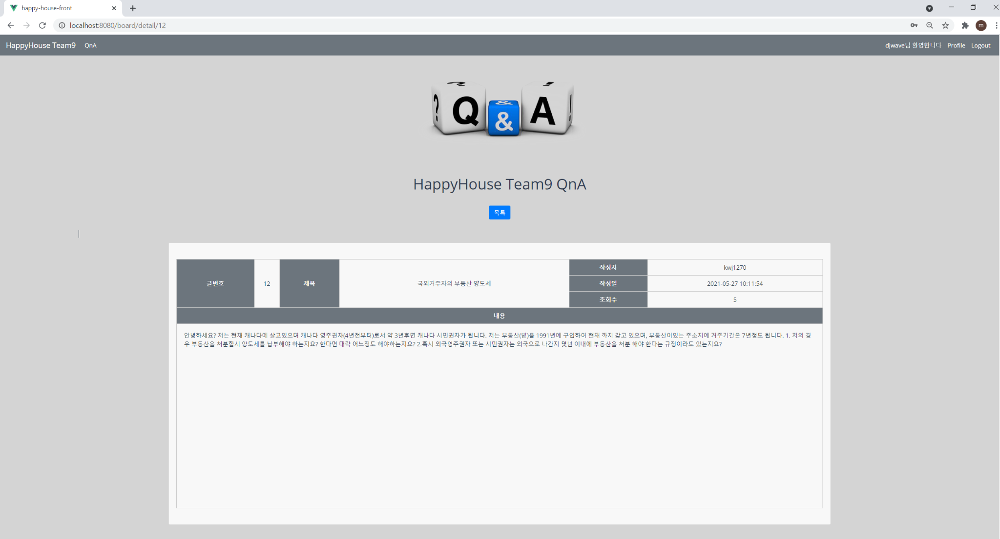 happy-house-front
localhost:8080/board/detail/12
m
HappyHouse Team9 QnA djwave님 환영합니다 Profile Logout
? Q & & A ! ? !
HappyHouse Team9 QnA
목록
글번호 12 제목 국외거주자의 부동산 양도세
작성자 kwj1270
작성일 2021-05-27 10:11:54
조회수 5
내용
안녕하세요? 저는 현재 캐나다에 살고있으며 캐나다 영주권자(4년전부터)로서 약 3년후면 캐나다 시민권자가 됩니다. 저는 부동산(밭)을 1991년에 구입하여 현재 까지 갖고 있으며, 부동산이있는 주소지에 거주기간은 7년정도 됩니다. 1. 저의 경
우 부동산을 처분할시 양도세를 납부해야 하는지요? 한다면 대략 어느정도 해야하는지요? 2.혹시 외국영주권자 또는 시민권자는 외국으로 나간지 몇년 이내에 부동산을 처분 해야 한다는 규정이라도 있는지요?